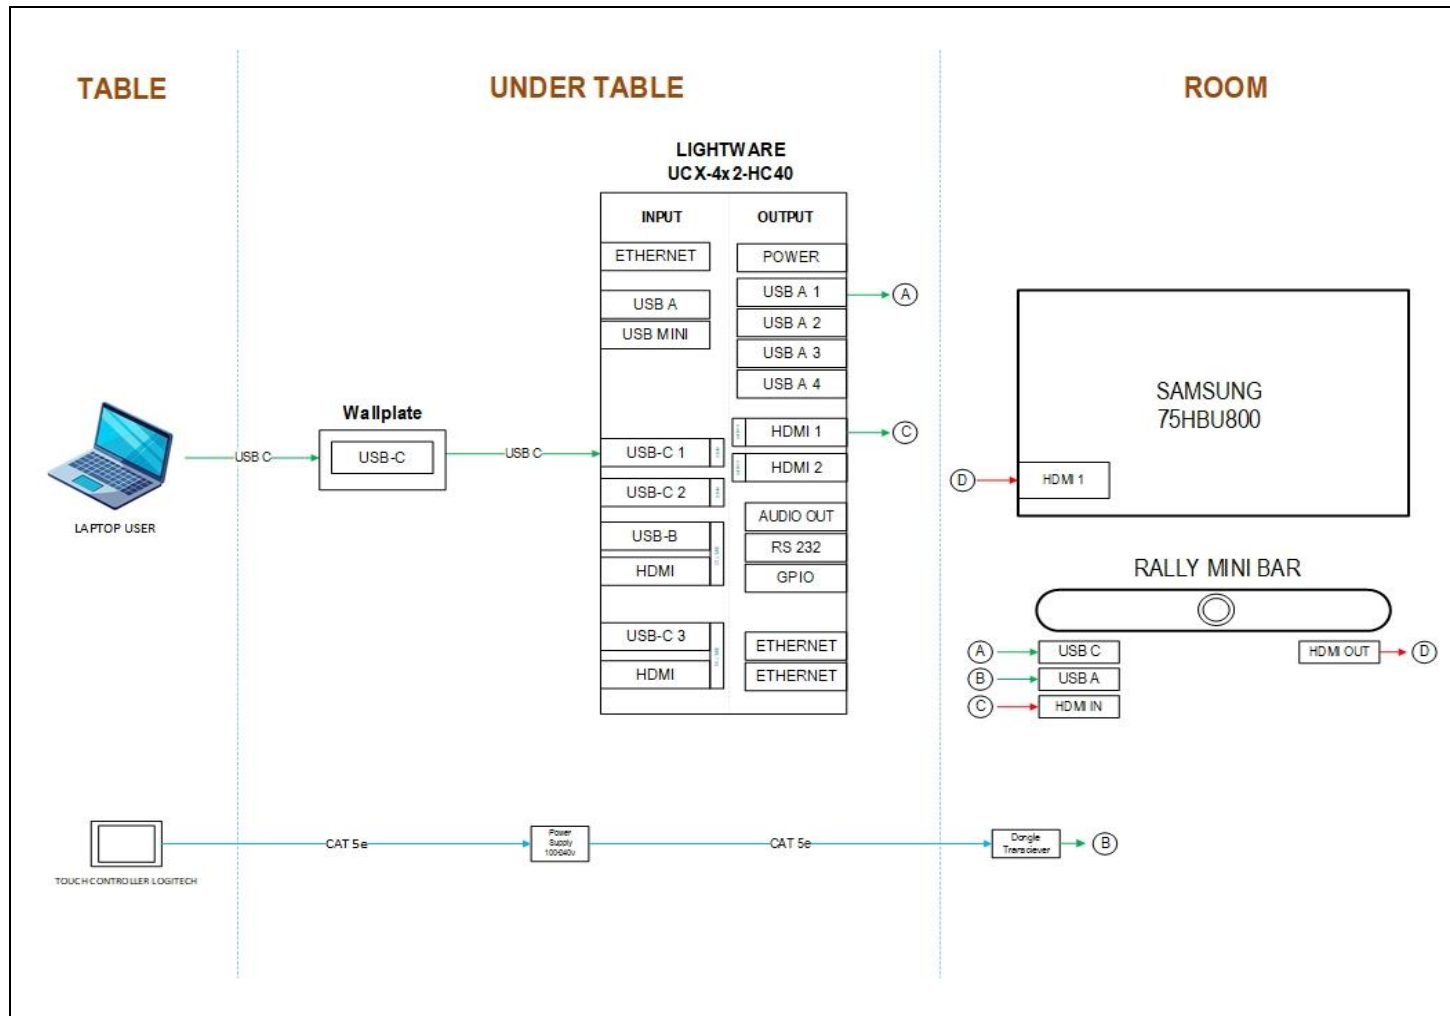 TABLE
UNDER TABLE
ROOM
LIGHTWARE
UCX-4x2-HC40
INPUT
OUTPUT
ETHERNET
POWER
USB A
USB A 1
A
USB MINI
USB A 2
USB A 3
USB A 4
SAMSUNG
75HBU800
Wallplate
HDMI 1
C
USB C
USB-C
USB C
USB-C 1
HDMI 2
D
HDMI 1
USB-C 2
LAPTOP USER
AUDIO OUT
USB-B
RS 232
HDMI
GPIO
RALLY MINI BAR
USB-C 3
ETHERNET
A
USB C
HDMI OUT
D
HDMI
ETHERNET
B
USB A
C
HDMI IN
CAT 5e
Power
Supply
100-240v
CAT 5e
Dongle
Transciever
B
TOUCH CONTROLLER LOGITECH